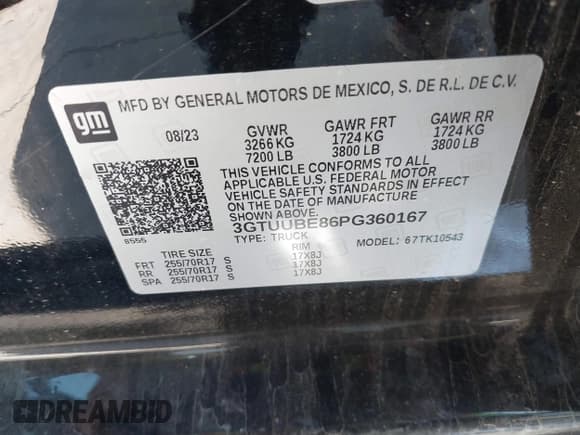 gm
MFD BY GENERAL MOTORS DE MEXICO, S. DE R.L. DE C.V.
08/23 GVWR GAWR FRT GAWR RR
3266 KG 1724 KG 1724 KG
7200 LB 3800 LB 3800 LB
THIS VEHICLE CONFORMS TO ALL
APPLICABLE U.S. FEDERAL MOTOR
VEHICLE SAFETY STANDARDS IN EFFECT
ON THE DATE OF MANUFACTURE
SHOWN ABOVE.
3GTUUBE86PG360167
8555 TYPE: TRUCK MODEL: 67TK10543
TIRE SIZE RIM
FRT 255/70R17 S 17X8J
RR 255/70R17 S 17X8J
SPA 255/70R17 S 17X8J
DREAMBID